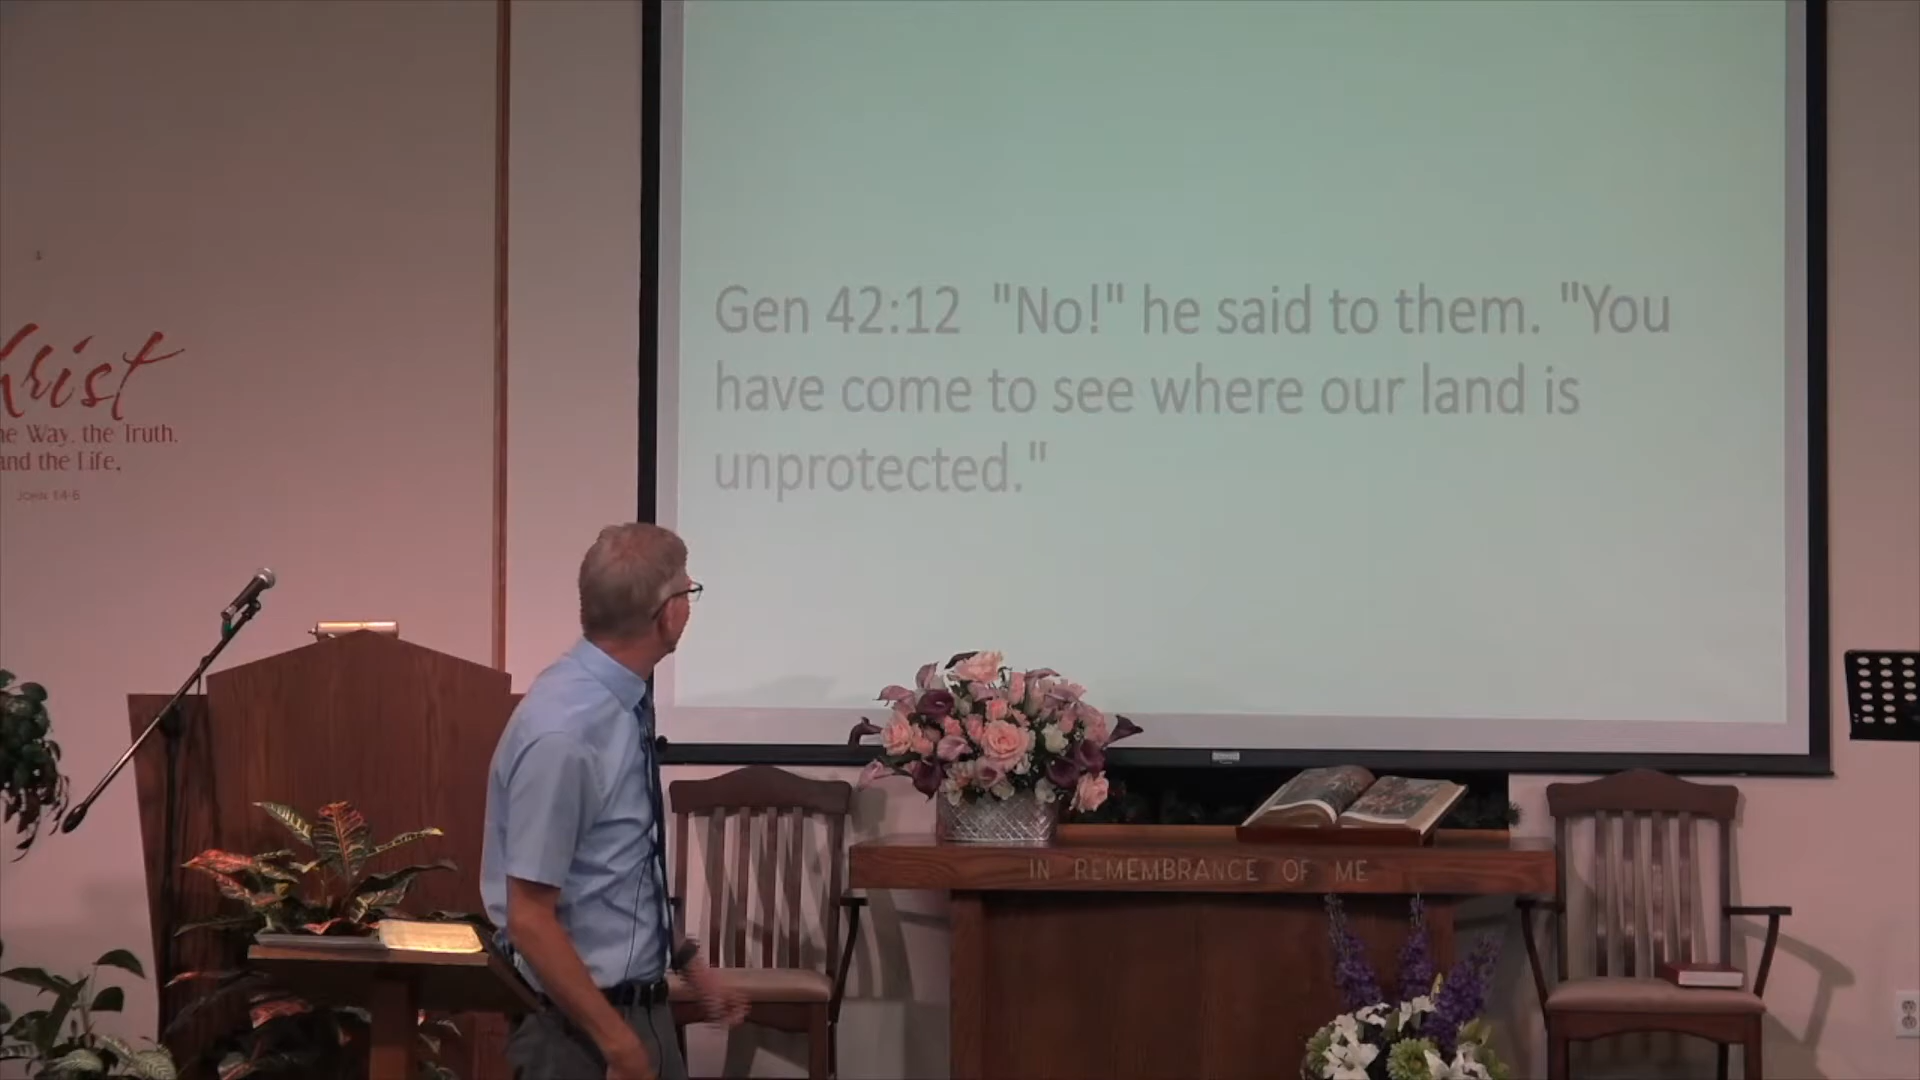 Gen 42:12 "No!" he said to them. "You
have come to see where our land is
unprotected."
he Way, the Truth,
and the Life,
JOHN 14:6
IN REMEMBRANCE OF ME